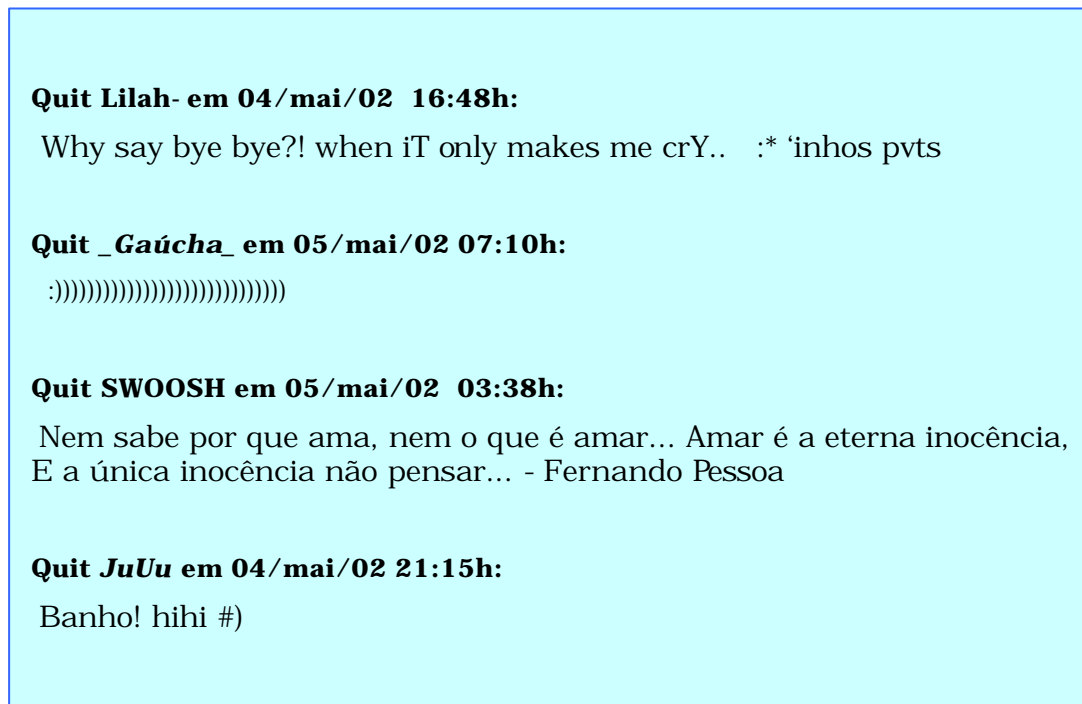 Quit Lilah- em 04/mai/02 16:48h:
Why say bye bye?! when iT only makes me crY.. :* ‘inhos pvts
Quit _Gaúcha_ em 05/mai/02 07:10h:
:)))))))))))))))))))))))))))))
Quit SWOOSH em 05/mai/02 03:38h:
Nem sabe por que ama, nem o que é amar... Amar é a eterna inocência,
E a única inocência não pensar... - Fernando Pessoa
Quit JuUu em 04/mai/02 21:15h:
Banho! hihi #)